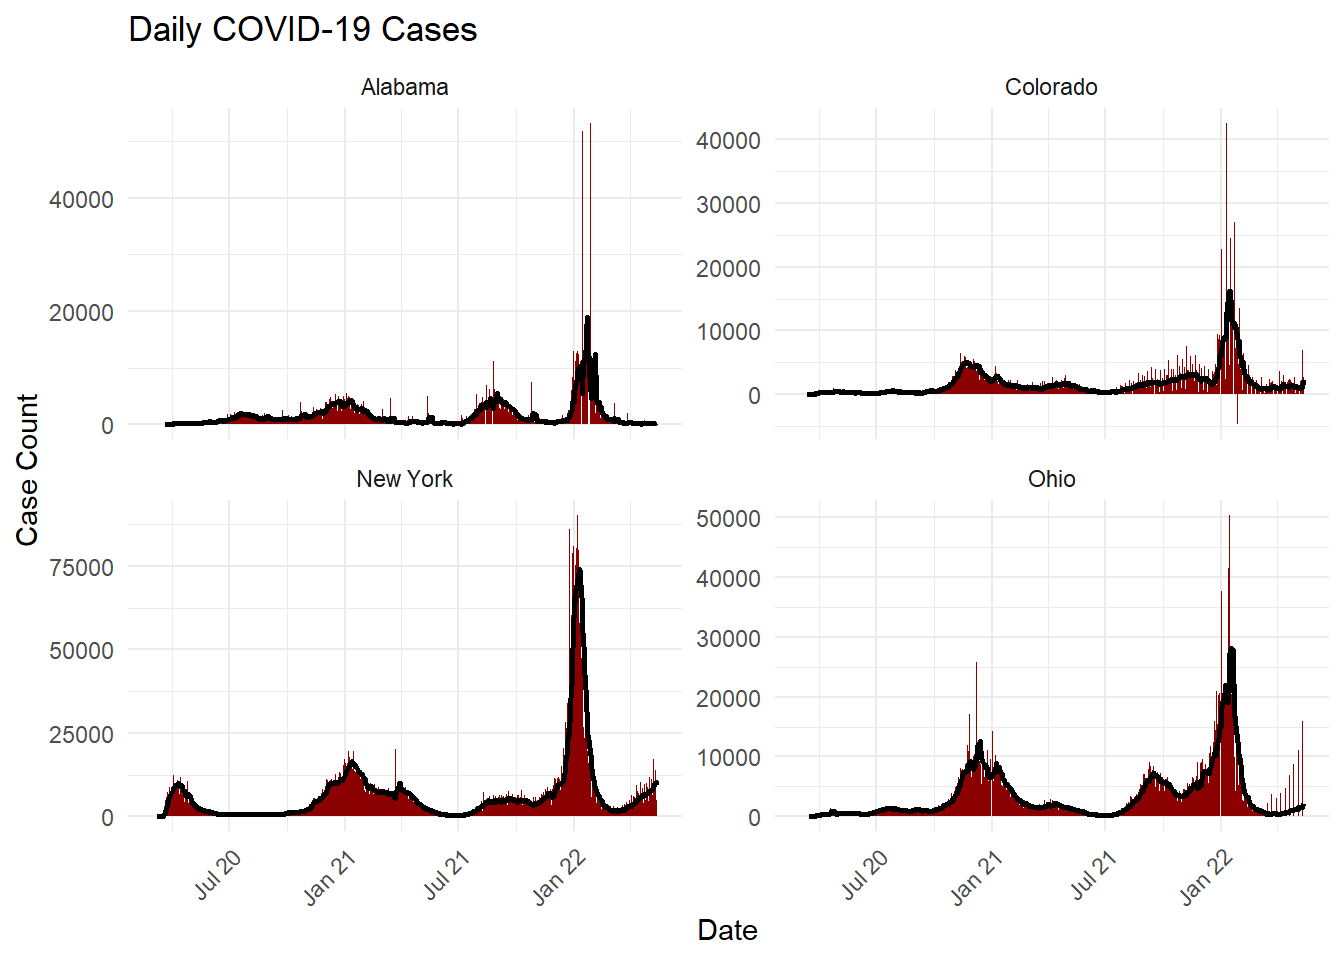 Daily COVID-19 Cases
Alabama
Colorado
40000
20000
0
40000
30000
20000
10000
0
Case Count
New York
Ohio
75000
50000
25000
0
50000
40000
30000
20000
10000
0
Jul 20
Jan 21
Jul 21
Jan 22
Jul 20
Jan 21
Jul 21
Jan 22
Date